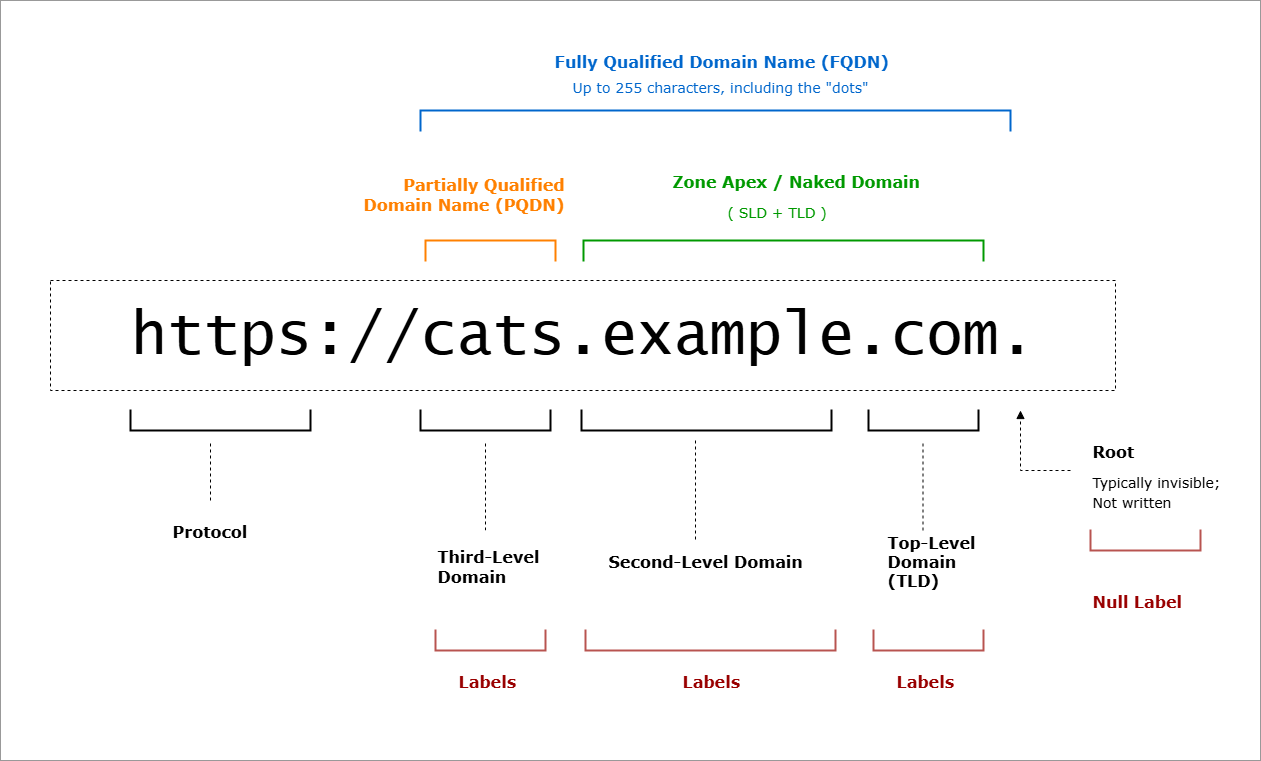 Fully Qualified Domain Name (FQDN)
Up to 255 characters, including the "dots"
Partially Qualified
Domain Name (PQDN)
Zone Apex / Naked Domain
( SLD + TLD )
https://cats.example.com.
Protocol
Third-Level
Domain
Second-Level Domain
Top-Level
Domain
(TLD)
Root
Typically invisible;
Not written
Null Label
Labels
Labels
Labels